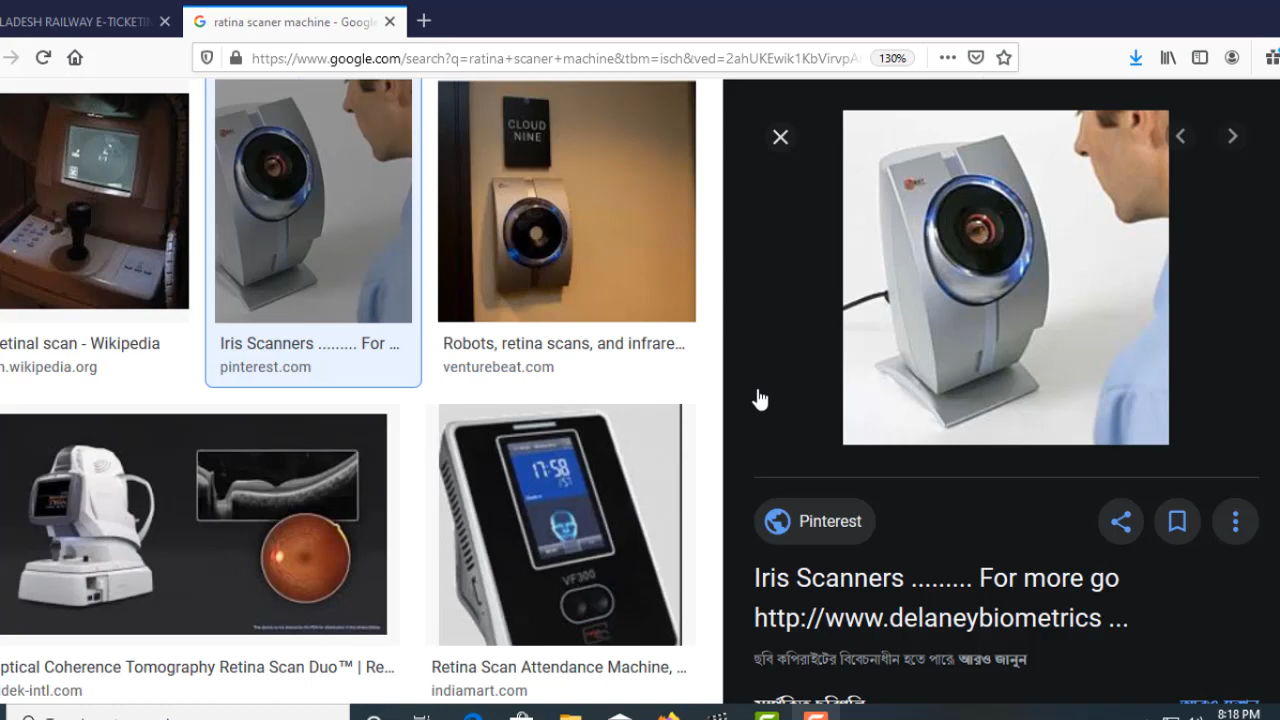 LADESH RAILWAY E-TICKETIN
ratina scaner machine - Google
https://www.google.com/search?q=ratina+scaner+machine&tbm=isch&ved=2ahUKEwik1KbVirvpA
130%
CLOUD
NINE
etinal scan - Wikipedia
n.wikipedia.org
Iris Scanners ......... For ...
pinterest.com
Robots, retina scans, and infrare...
venturebeat.com
17:58
VF300
ptical Coherence Tomography Retina Scan Duo™ | Re...
idek-intl.com
Retina Scan Attendance Machine, ...
indiamart.com
Pinterest
Iris Scanners ......... For more go
http://www.delaneybiometrics ...
ছবি কপিরাইটের বিবেচনাধীন হতে পারে৷ আরও জানুন
8:18 PM